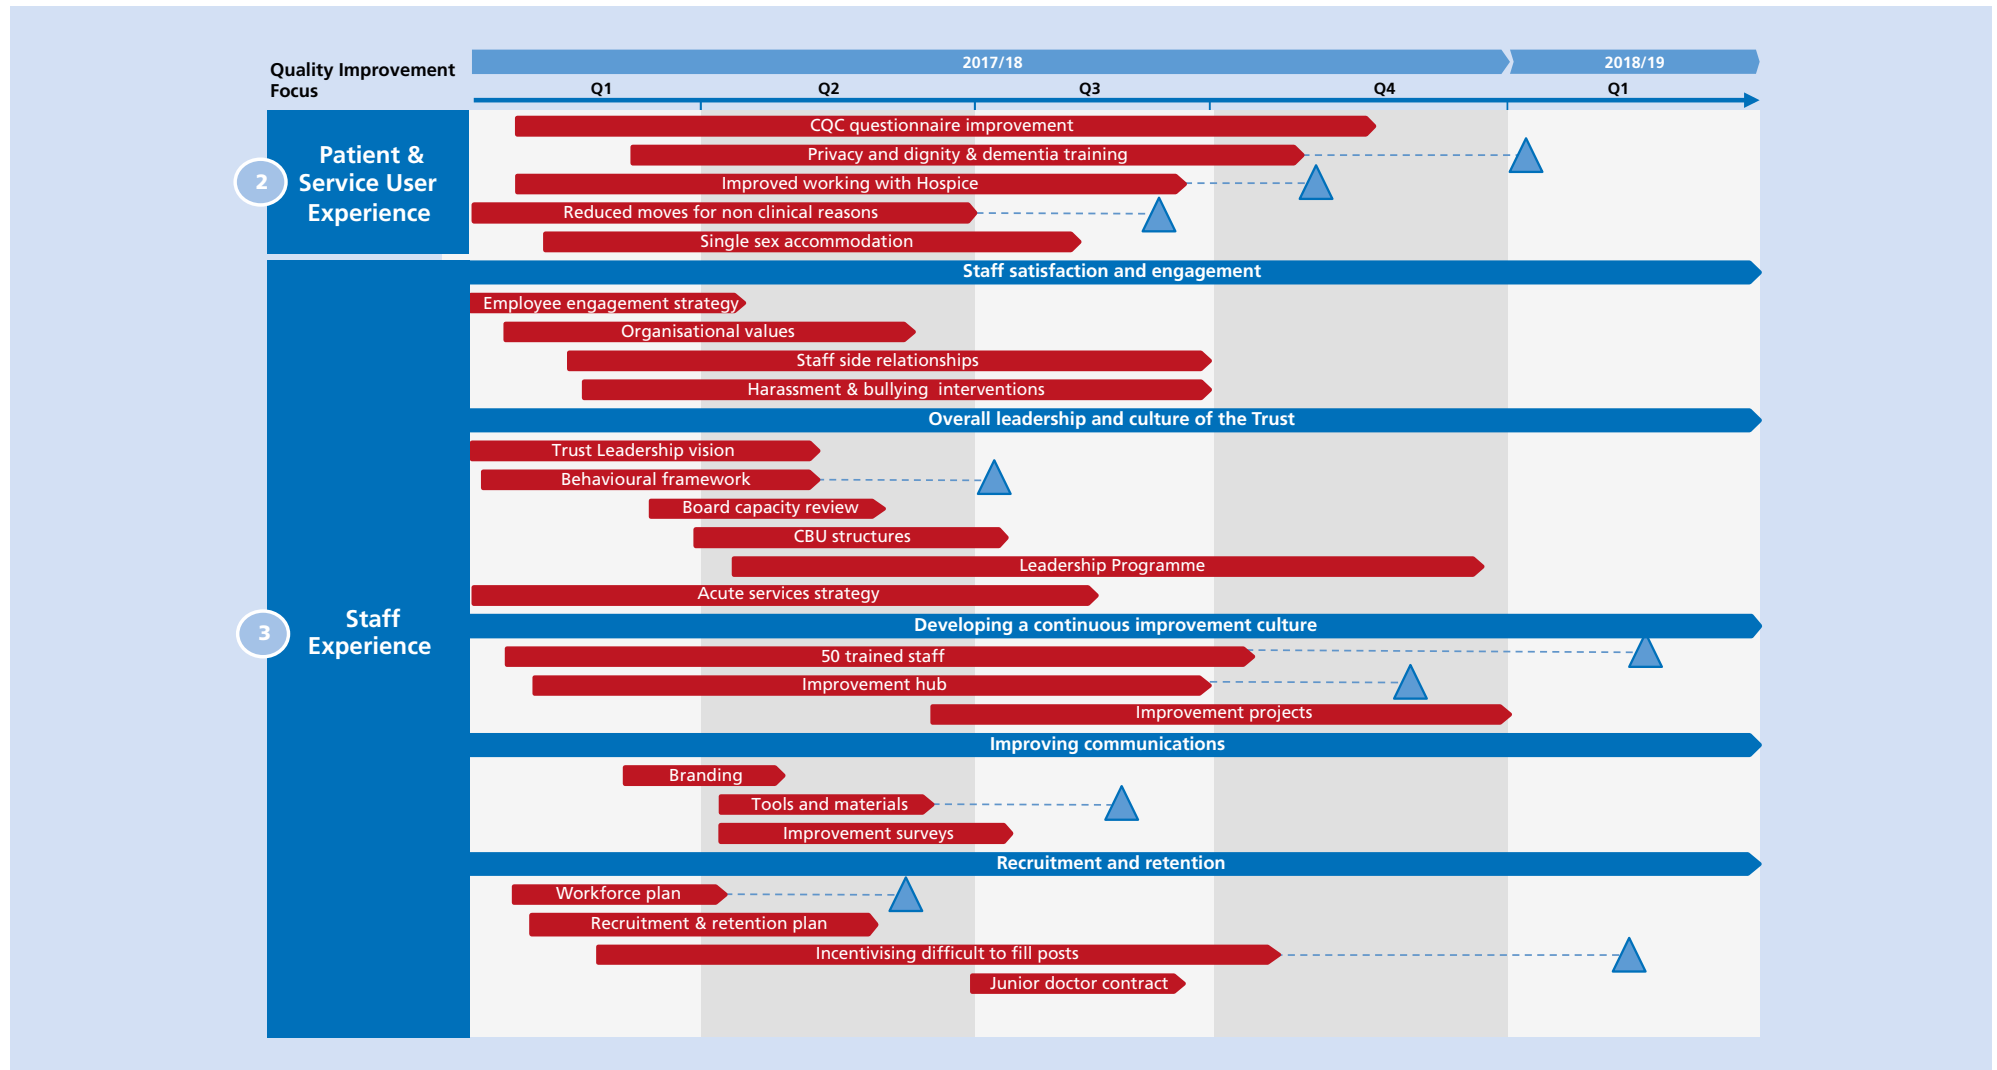 Quality Improvement
Focus
2017/18
2018/19
Q1
Q2
Q3
Q4
Q1
2
Patient &
Service User
Experience
CQC questionnaire improvement
Privacy and dignity & dementia training
Improved working with Hospice
Reduced moves for non clinical reasons
Single sex accommodation
3
Staff
Experience
Staff satisfaction and engagement
Employee engagement strategy
Organisational values
Staff side relationships
Harassment & bullying  interventions
Overall leadership and culture of the Trust
Trust Leadership vision
Behavioural framework
Board capacity review
CBU structures
Leadership Programme
Acute services strategy
Developing a continuous improvement culture
50 trained staff
Improvement hub
Improvement projects
Improving communications
Branding
Tools and materials
Improvement surveys
Recruitment and retention
Workforce plan
Recruitment & retention plan
Incentivising difficult to fill posts
Junior doctor contract